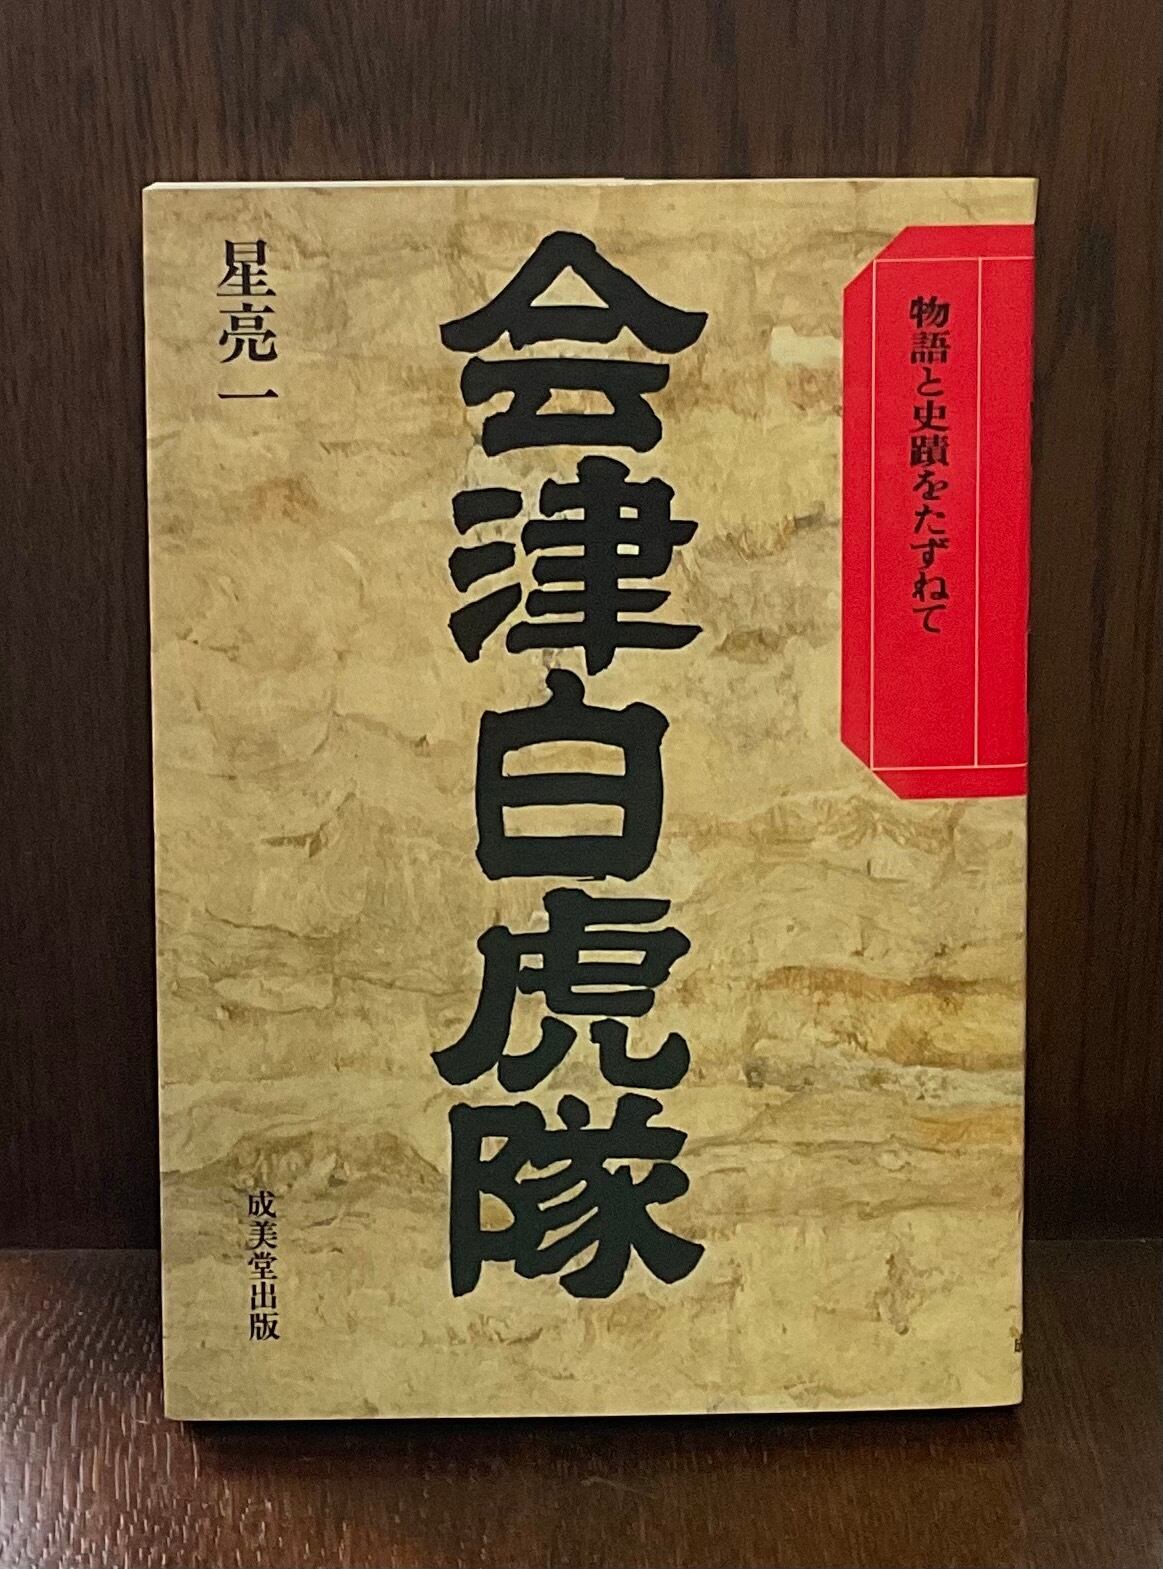 物語と史蹟をたずねて
会津白虎隊
星亮一
成美堂出版